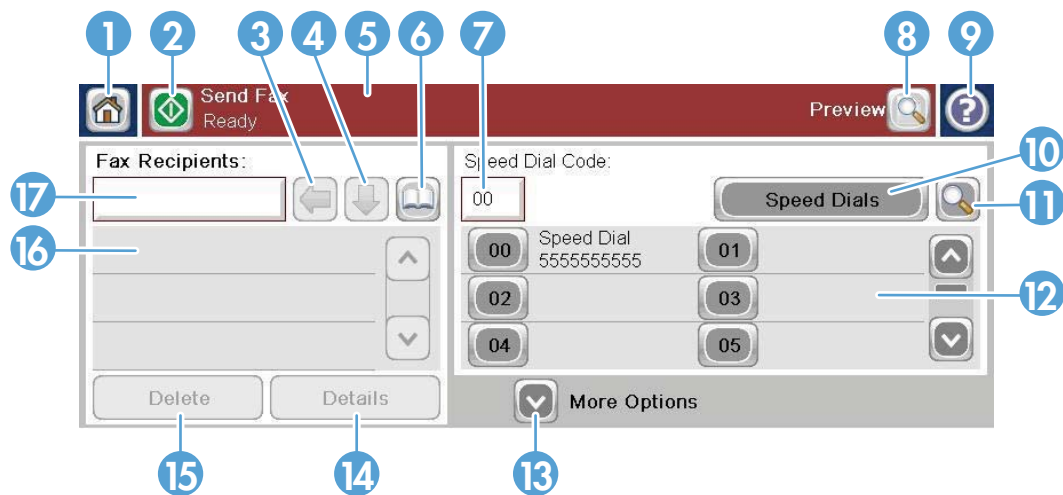 1 2 3 4 5 6 7 8 9
Send Fax
Ready
Preview
Fax Recipients:
Speed Dial Code:
10
17
00
Speed Dials
11
16
00
Speed Dial
5555555555
01
02
03
12
04
05
Delete
Details
More Options
15
14
13